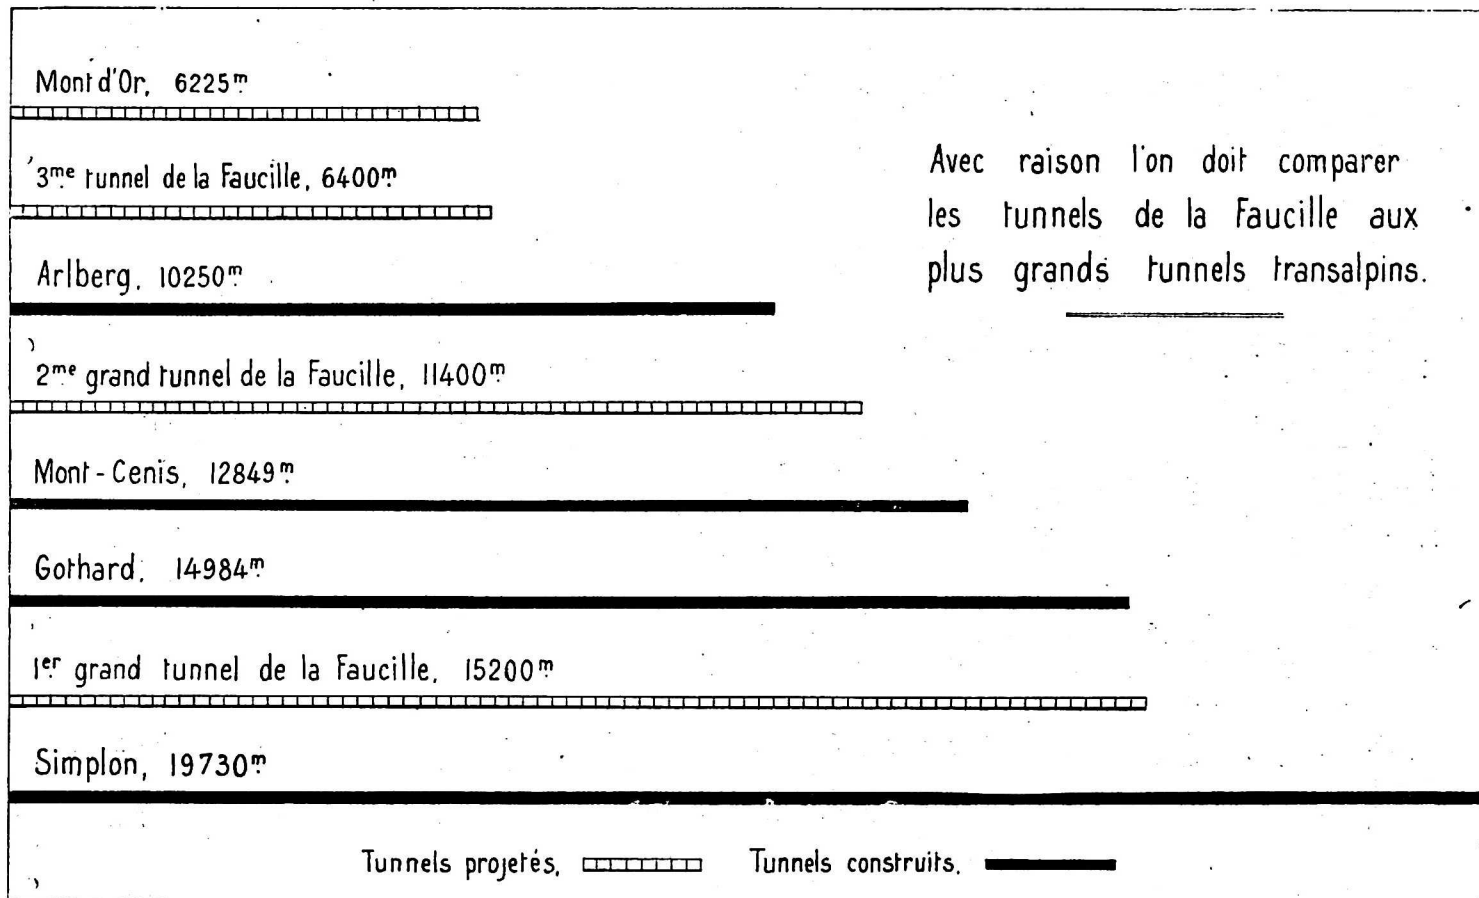 Mont d'Or, 6225m
3me tunnel de la Faucille, 6400m
Avec raison l'on doit comparer
les tunnels de la Faucille aux
plus grands tunnels transalpins.
Arlberg, 10250m
2me grand tunnel de la Faucille, 11400m
Mont-Cenis, 12849m
Gothard, 14984m
1er grand tunnel de la Faucille, 15200m
Simplon, 19730m
Tunnels projetés, Tunnels construits,